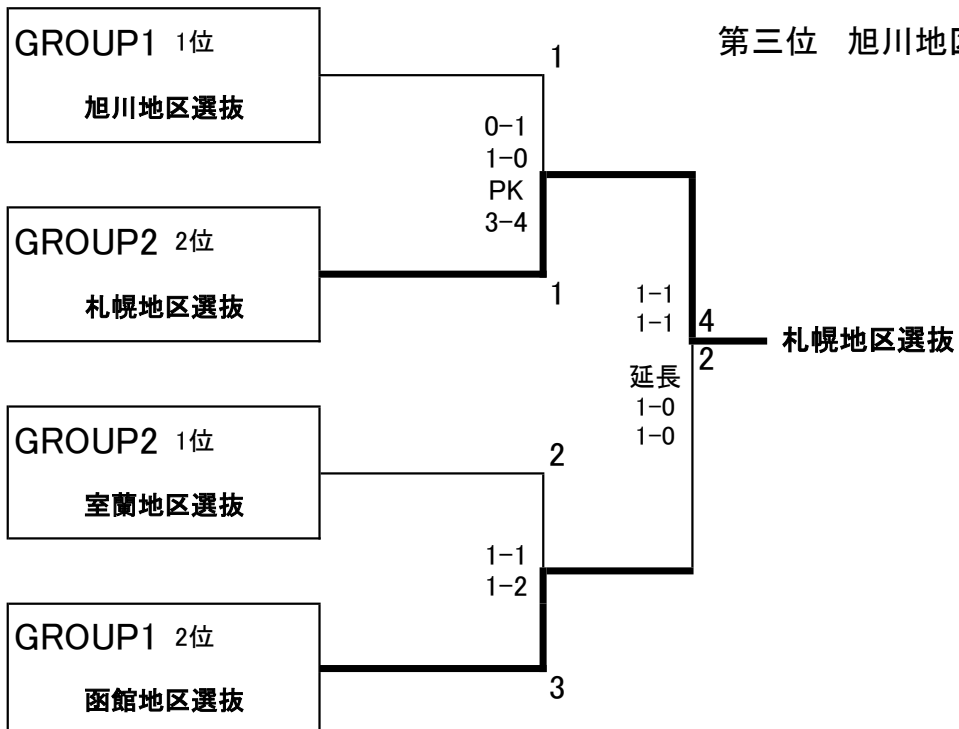 GROUP1 1位
旭川地区選抜
1
第三位 旭川地区
0-1
1-0
PK
3-4
GROUP2 2位
札幌地区選抜
1
1-1
1-1
4
2
札幌地区選抜
延長
1-0
1-0
GROUP2 1位
室蘭地区選抜
2
1-1
1-2
GROUP1 2位
函館地区選抜
3